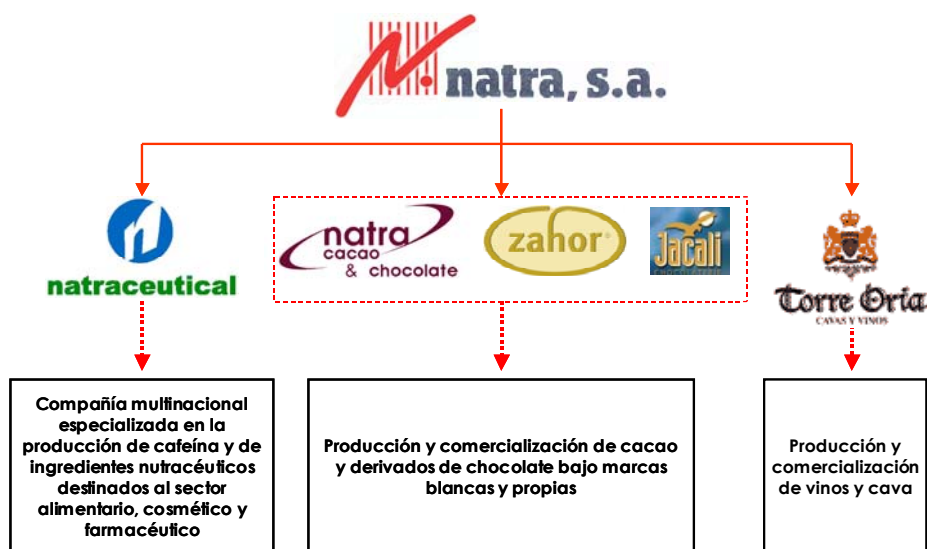 natra, s.a.
natraceutical
natra
cacao
& chocolate
zahor®
Jacali
Torre Oria
CAVAS Y VINOS
Compañía multinacional
especializada en la
producción de cafeína y de
ingredientes nutracéuticos
destinados al sector
alimentario, cosmético y
farmacéutico
Producción y comercialización de cacao
y derivados de chocolate bajo marcas
blancas y propias
Producción y
comercialización
de vinos y cava